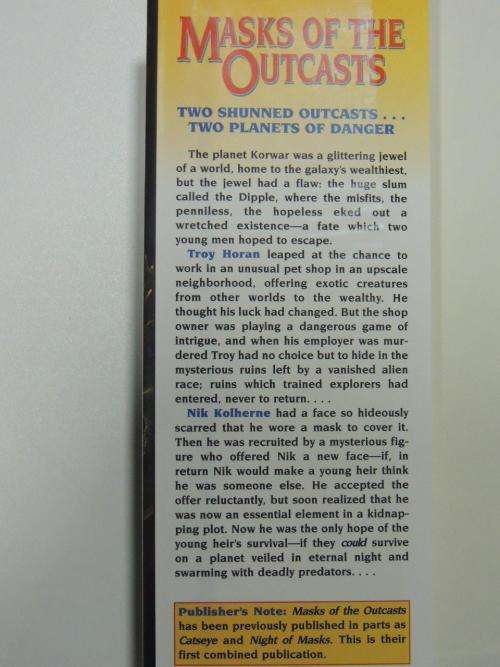 MASKS OF THE
OUTCASTS
TWO SHUNNED OUTCASTS . . .
TWO PLANETS OF DANGER
The planet Korwar was a glittering jewel
of a world, home to the galaxy's wealthiest,
but the jewel had a flaw: the huge slum
called the Dipple, where the misfits, the
penniless, the hopeless eked out a
wretched existence—a fate which two
young men hoped to escape.
Troy Horan leaped at the chance to
work in an unusual pet shop in an upscale
neighborhood, offering exotic creatures
from other worlds to the wealthy. He
thought his luck had changed. But the shop
owner was playing a dangerous game of
intrigue, and when his employer was mur-
dered Troy had no choice but to hide in the
mysterious ruins left by a vanished alien
race; ruins which trained explorers had
entered, never to return. . . .
Nik Kolherne had a face so hideously
scarred that he wore a mask to cover it.
Then he was recruited by a mysterious fig-
ure who offered Nik a new face—if, in
return Nik would make a young heir think
he was someone else. He accepted the
offer reluctantly, but soon realized that he
was now an essential element in a kidnap-
ping plot. Now he was the only hope of the
young heir's survival—if they could survive
on a planet veiled in eternal night and
swarming with deadly predators. . . .
Publisher's Note: Masks of the Outcasts
has been previously published in parts as
Catseye and Night of Masks. This is their
first combined publication.